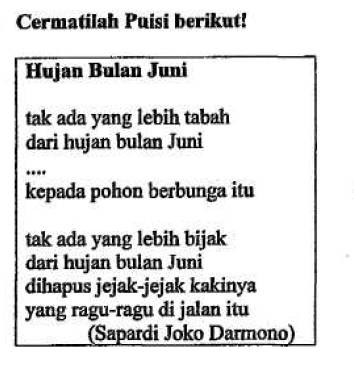 Cermatilah Puisi berikut!
Hujan Bulan Juni
tak ada yang lebih tabah
dari hujan bulan Juni
....
kepada pohon berbunga itu
tak ada yang lebih bijak
dari hujan bulan Juni
dihapus jejak-jejak kakinya
yang ragu-ragu di jalan itu
(Sapardi Joko Darmono)